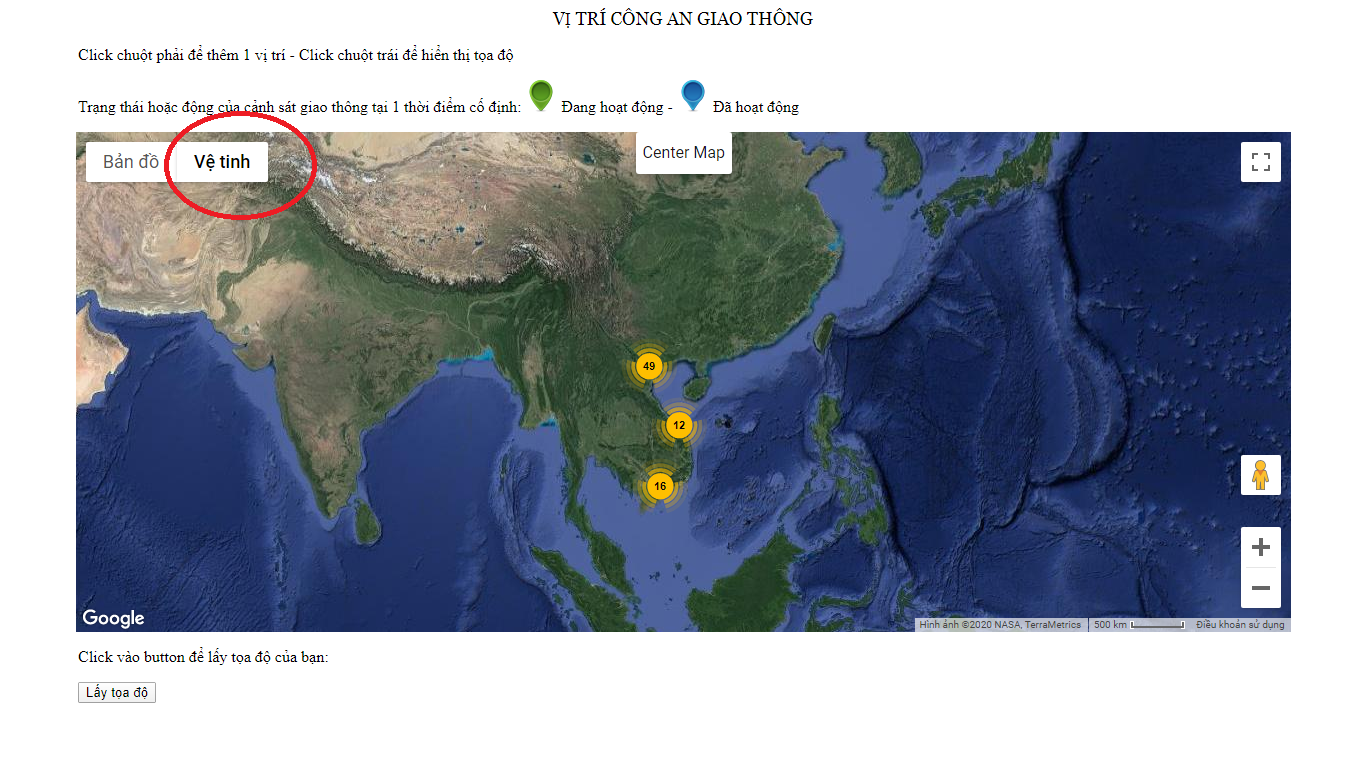 VỊ TRÍ CÔNG AN GIAO THÔNG
Click chuột phải để thêm 1 vị trí - Click chuột trái để hiển thị tọa độ
Trạng thái hoặc động của cảnh sát giao thông tại 1 thời điểm cố định: Đang hoạt động - Đã hoạt động
Bản đồ Vệ tinh
Center Map
49
12
16
Google
Hình ảnh ©2020 NASA, TerraMetrics 500 km Điều khoản sử dụng
Click vào button để lấy tọa độ của bạn:
Lấy tọa độ